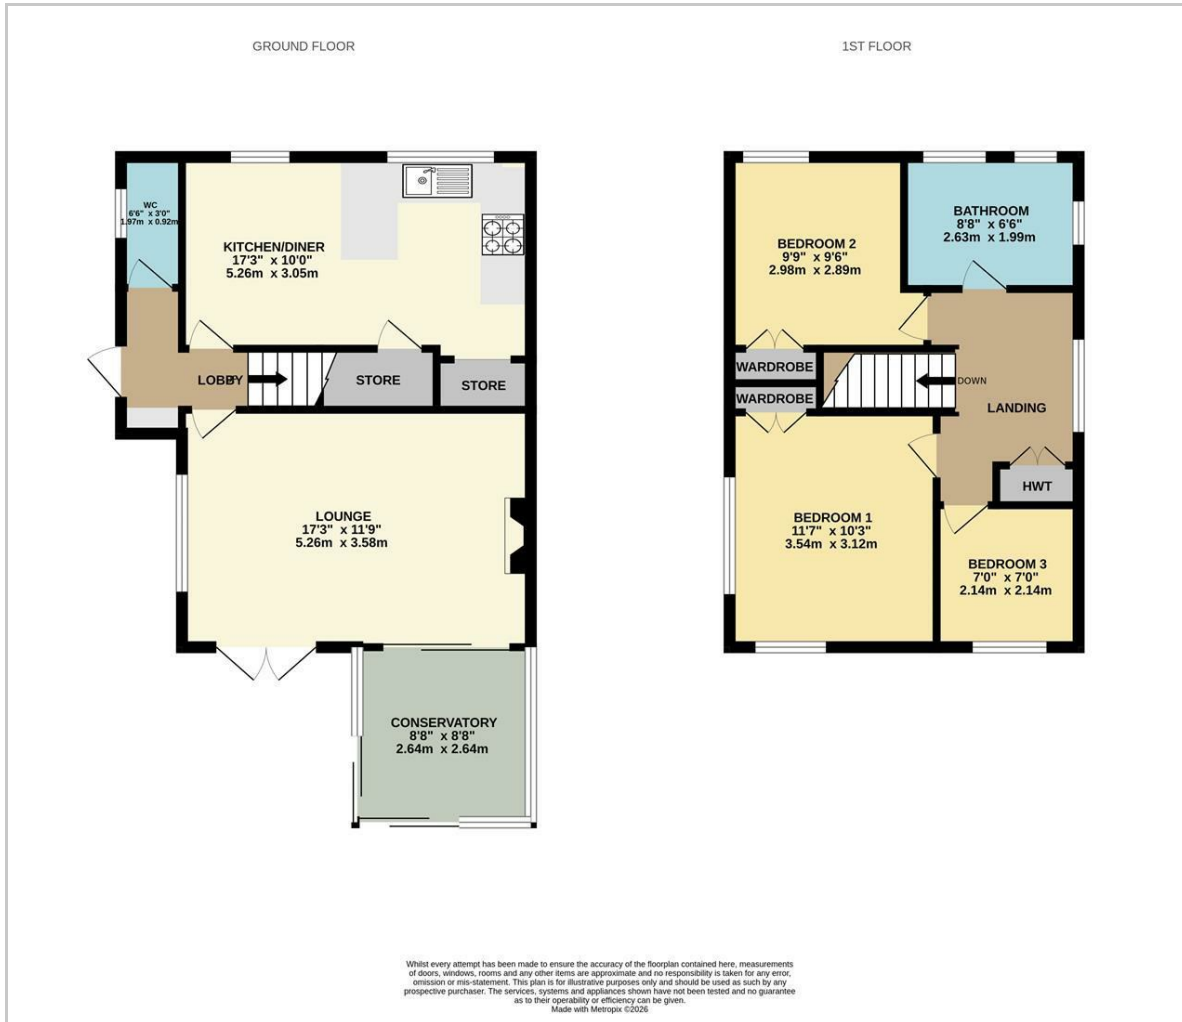 GROUND FLOOR
1ST FLOOR
WC
6'6" x 3'0"
1.97m x 0.92m
KITCHEN/DINER
17'3" x 10'0"
5.26m x 3.05m
LOBBY
STORE
STORE
LOUNGE
17'3" x 11'9"
5.26m x 3.58m
CONSERVATORY
8'8" x 8'8"
2.64m x 2.64m
BEDROOM 2
9'9" x 9'6"
2.98m x 2.89m
BATHROOM
8'8" x 6'6"
2.63m x 1.99m
WARDROBE
WARDROBE
DOWN
LANDING
HWT
BEDROOM 1
11'7" x 10'3"
3.54m x 3.12m
BEDROOM 3
7'0" x 7'0"
2.14m x 2.14m
Whilst every attempt has been made to ensure the accuracy of the floorplan contained here, measurements
of doors, windows, rooms and any other items are approximate and no responsibility is taken for any error,
omission or mis-statement. This plan is for illustrative purposes only and should be used as such by any
prospective purchaser. The services, systems and appliances shown have not been tested and no guarantee
as to their operability or efficiency can be given.
Made with Metropix ©2026